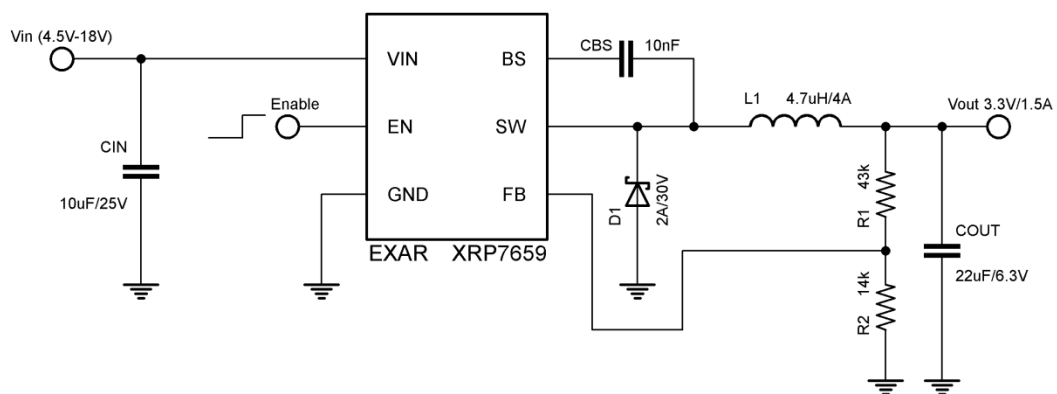 Vin (4.5V-18V)
CIN
10uF/25V
Enable
VIN
EN
GND
BS
SW
FB
EXAR XRP7659
CBS 10nF
D1
2A/30V
L1
4.7uH/4A
Vout 3.3V/1.5A
R1
43k
R2
14k
COUT
22uF/6.3V